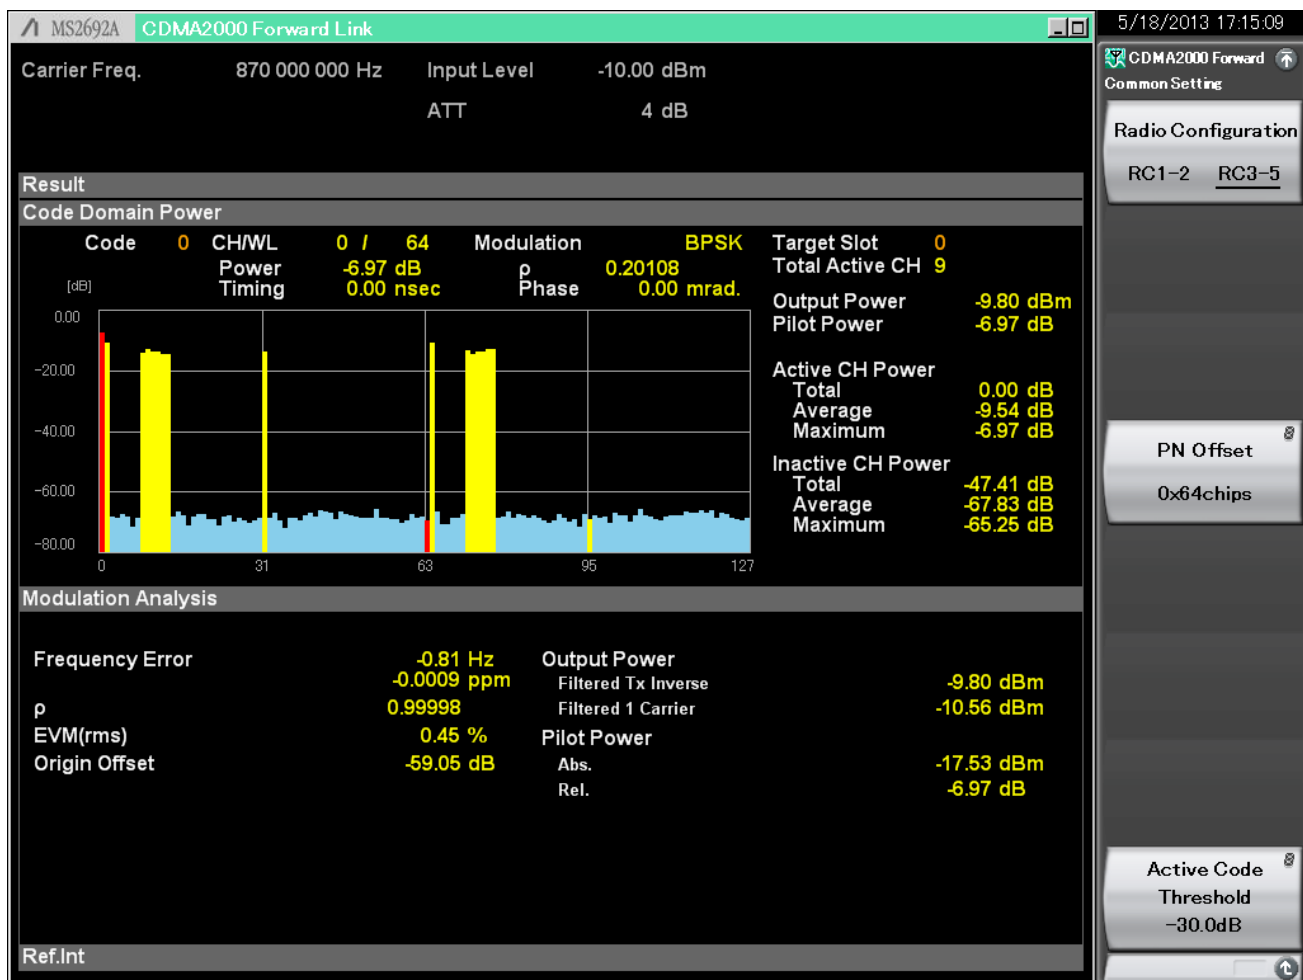 MS2692A CDMA2000 Forward Link 5/18/2013 17:15:09
Carrier Freq. 870 000 000 Hz Input Level -10.00 dBm
ATT 4 dB
CDMA2000 Forward
Common Setting
Radio Configuration
RC1-2 RC3-5
Result
Code Domain Power
Code 0 CH/WL 0 / 64 Modulation BPSK
Power -6.97 dB ρ 0.20108
Timing 0.00 nsec Phase 0.00 mrad.
Target Slot 0
Total Active CH 9
Output Power -9.80 dBm
Pilot Power -6.97 dB
Active CH Power
Total 0.00 dB
Average -9.54 dB
Maximum -6.97 dB
Inactive CH Power
Total -47.41 dB
Average -67.83 dB
Maximum -65.25 dB
[dB]
0.00
-20.00
-40.00
-60.00
-80.00
0 31 63 95 127
PN Offset
0x64chips
Modulation Analysis
Frequency Error -0.81 Hz
-0.0009 ppm
ρ 0.99998
EVM(rms) 0.45 %
Origin Offset -59.05 dB
Output Power
Filtered Tx Inverse -9.80 dBm
Filtered 1 Carrier -10.56 dBm
Pilot Power
Abs. -17.53 dBm
Rel. -6.97 dB
Active Code
Threshold
-30.0dB
Ref.Int